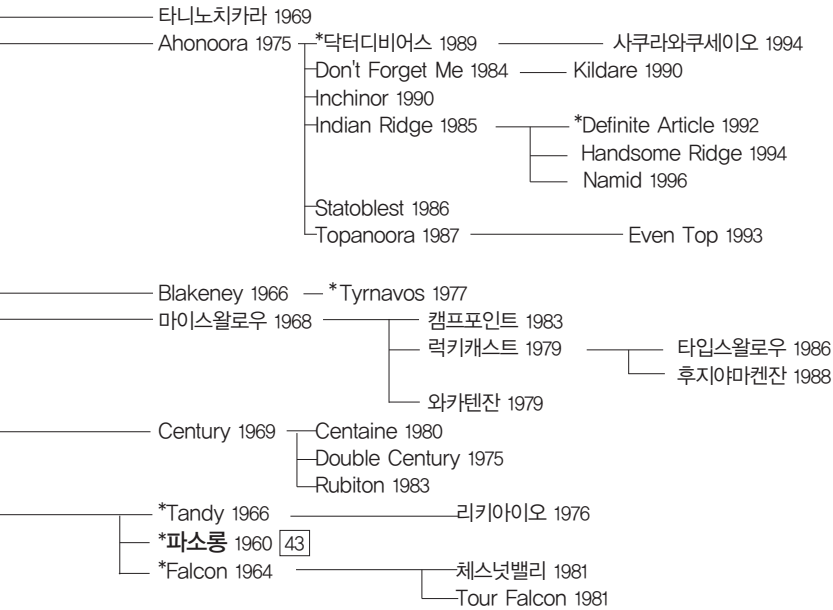 타니노치카라 1969
Ahonoora 1975 *닥터디비어스 1989 사쿠라와쿠세이오 1994
Don't Forget Me 1984 Kildare 1990
Inchinor 1990
Indian Ridge 1985 *Definite Article 1992
Handsome Ridge 1994
Namid 1996
Statoblest 1986
Topanoora 1987 Even Top 1993
Blakeney 1966 *Tyrnavos 1977
마이스왈로우 1968 캠프포인트 1983
럭키캐스트 1979 타입스왈로우 1986
후지야마켄잔 1988
와카텐잔 1979
Century 1969 Centaine 1980
Double Century 1975
Rubiton 1983
*Tandy 1966 리키아이오 1976
*파소롱 1960 43
*Falcon 1964 체스넛밸리 1981
Tour Falcon 1981